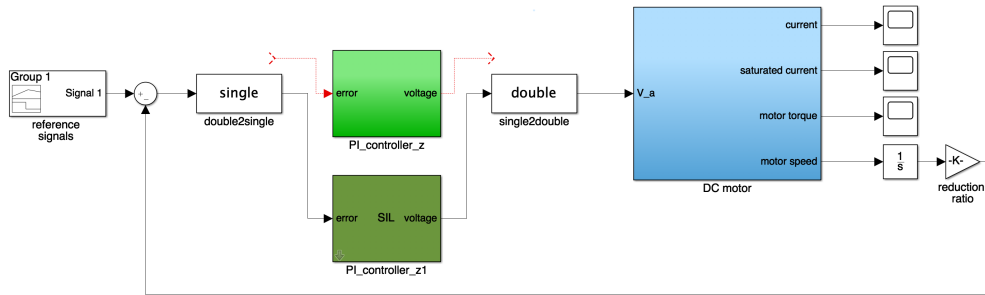 Group 1
Signal 1
reference
signals
+
−
single
double2single
error
voltage
PI_controller_z
error
SIL
voltage
PI_controller_z1
double
single2double
V_a
current
saturated current
motor torque
motor speed
DC motor
1
s
-K-
reduction
ratio